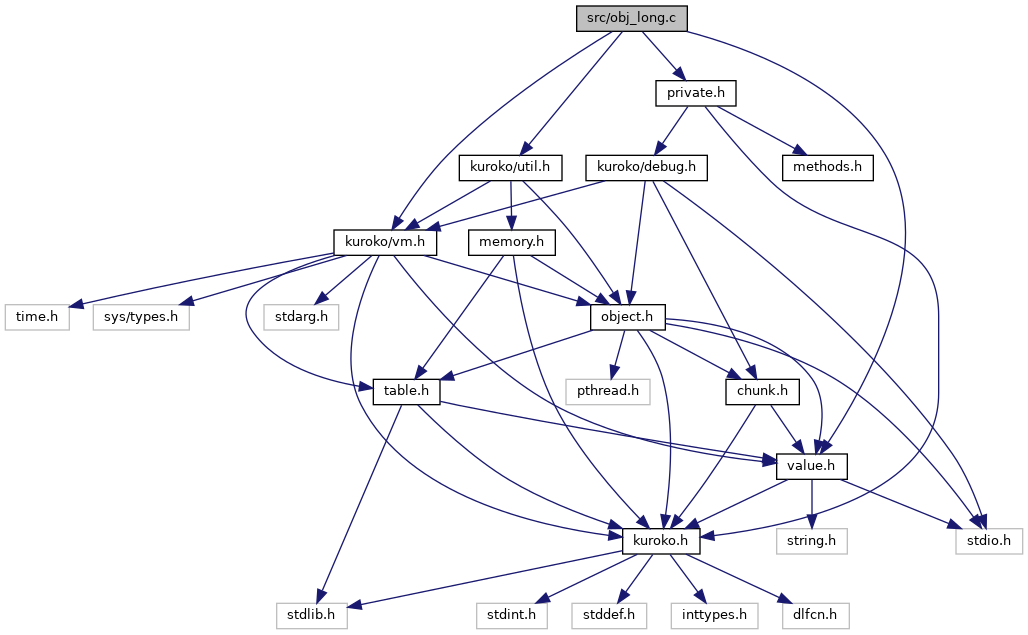 src/obj_long.c
private.h
kuroko/util.h
kuroko/debug.h
methods.h
kuroko/vm.h
memory.h
time.h
sys/types.h
stdarg.h
object.h
table.h
pthread.h
chunk.h
value.h
kuroko.h
string.h
stdio.h
stdlib.h
stdint.h
stddef.h
inttypes.h
dlfcn.h